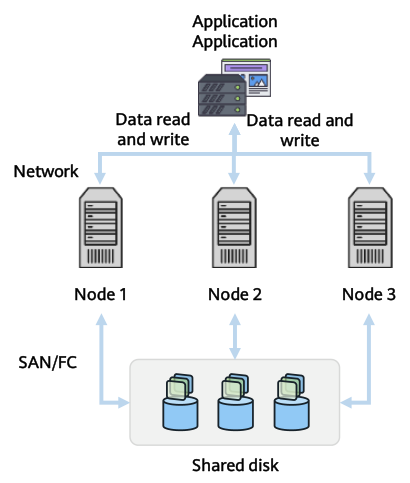 Application
Application
Data read
and write
Data read and
write
Network
Node 1
Node 2
Node 3
SAN/FC
Shared disk